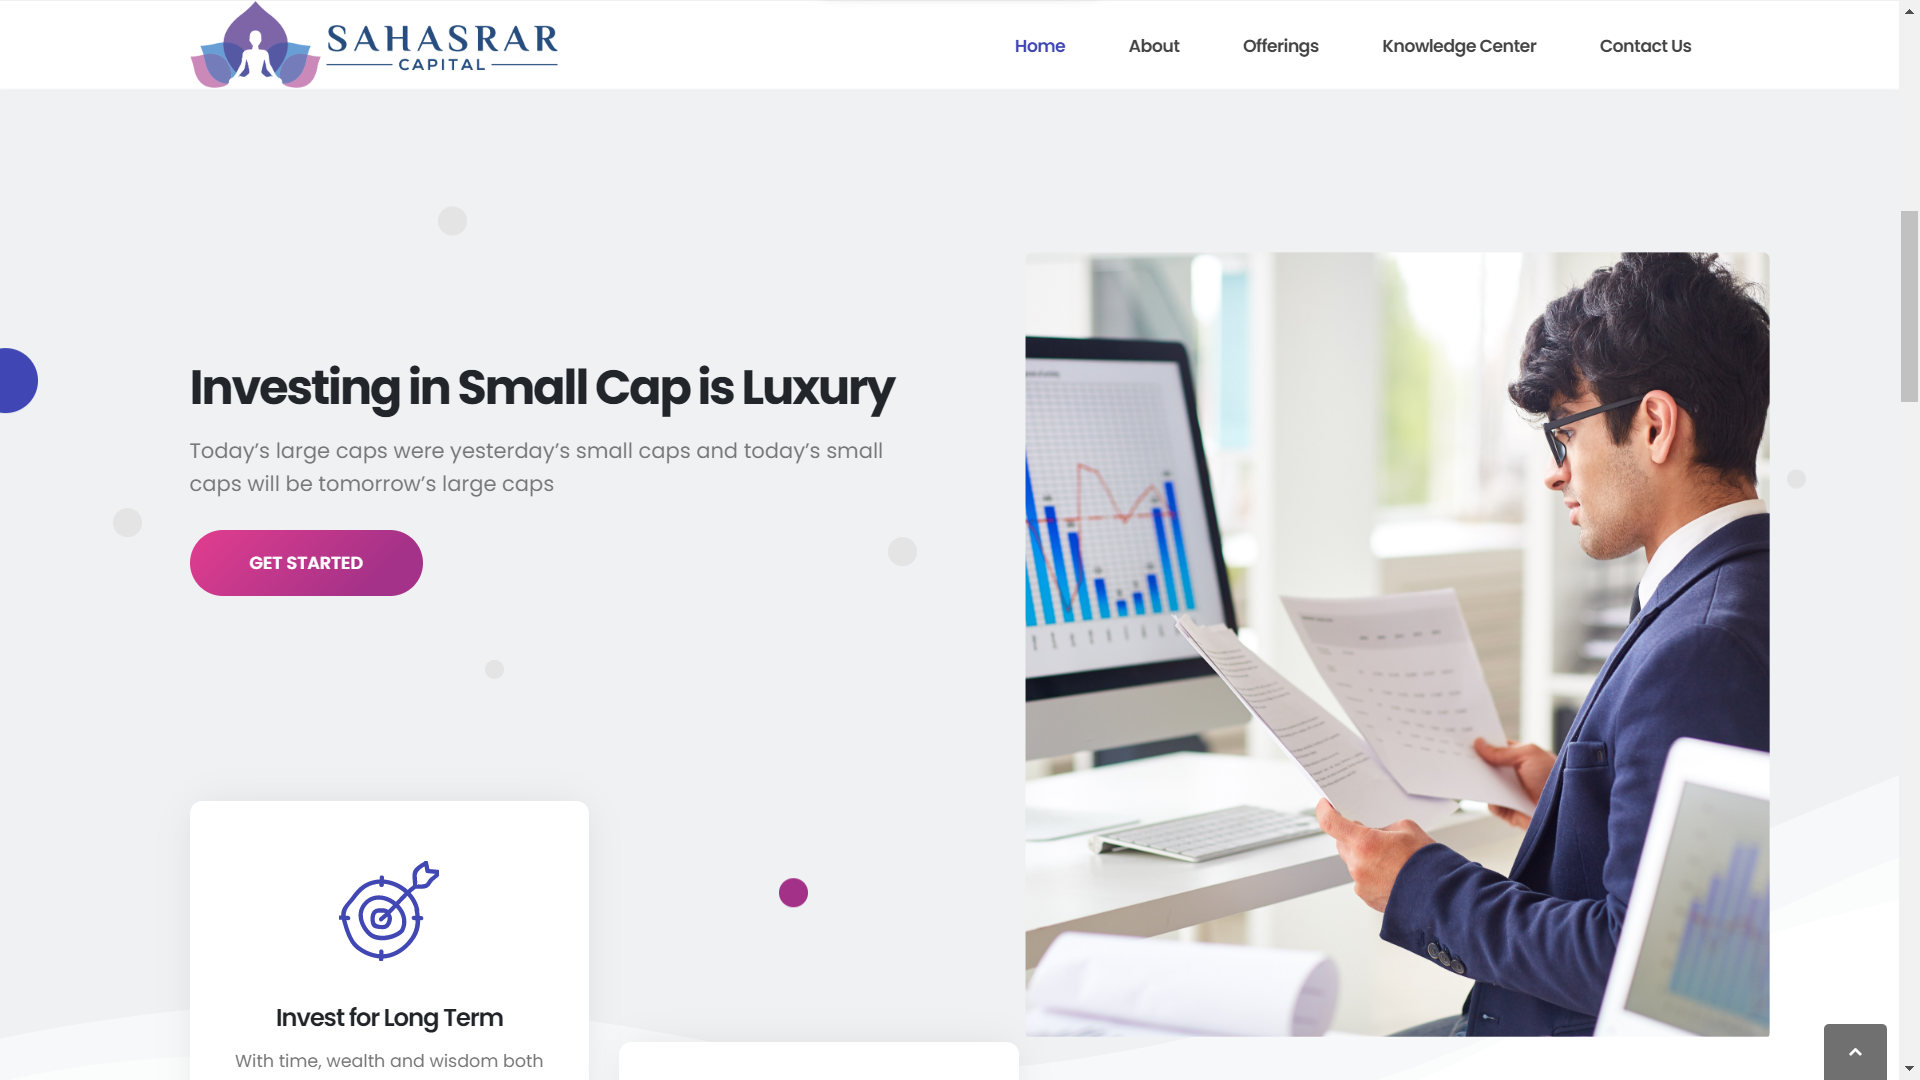 SAHASRAR
CAPITAL
Home
About
Offerings
Knowledge Center
Contact Us
Investing in Small Cap is Luxury
Today’s large caps were yesterday’s small caps and today’s small
caps will be tomorrow’s large caps
GET STARTED
Invest for Long Term
With time, wealth and wisdom both